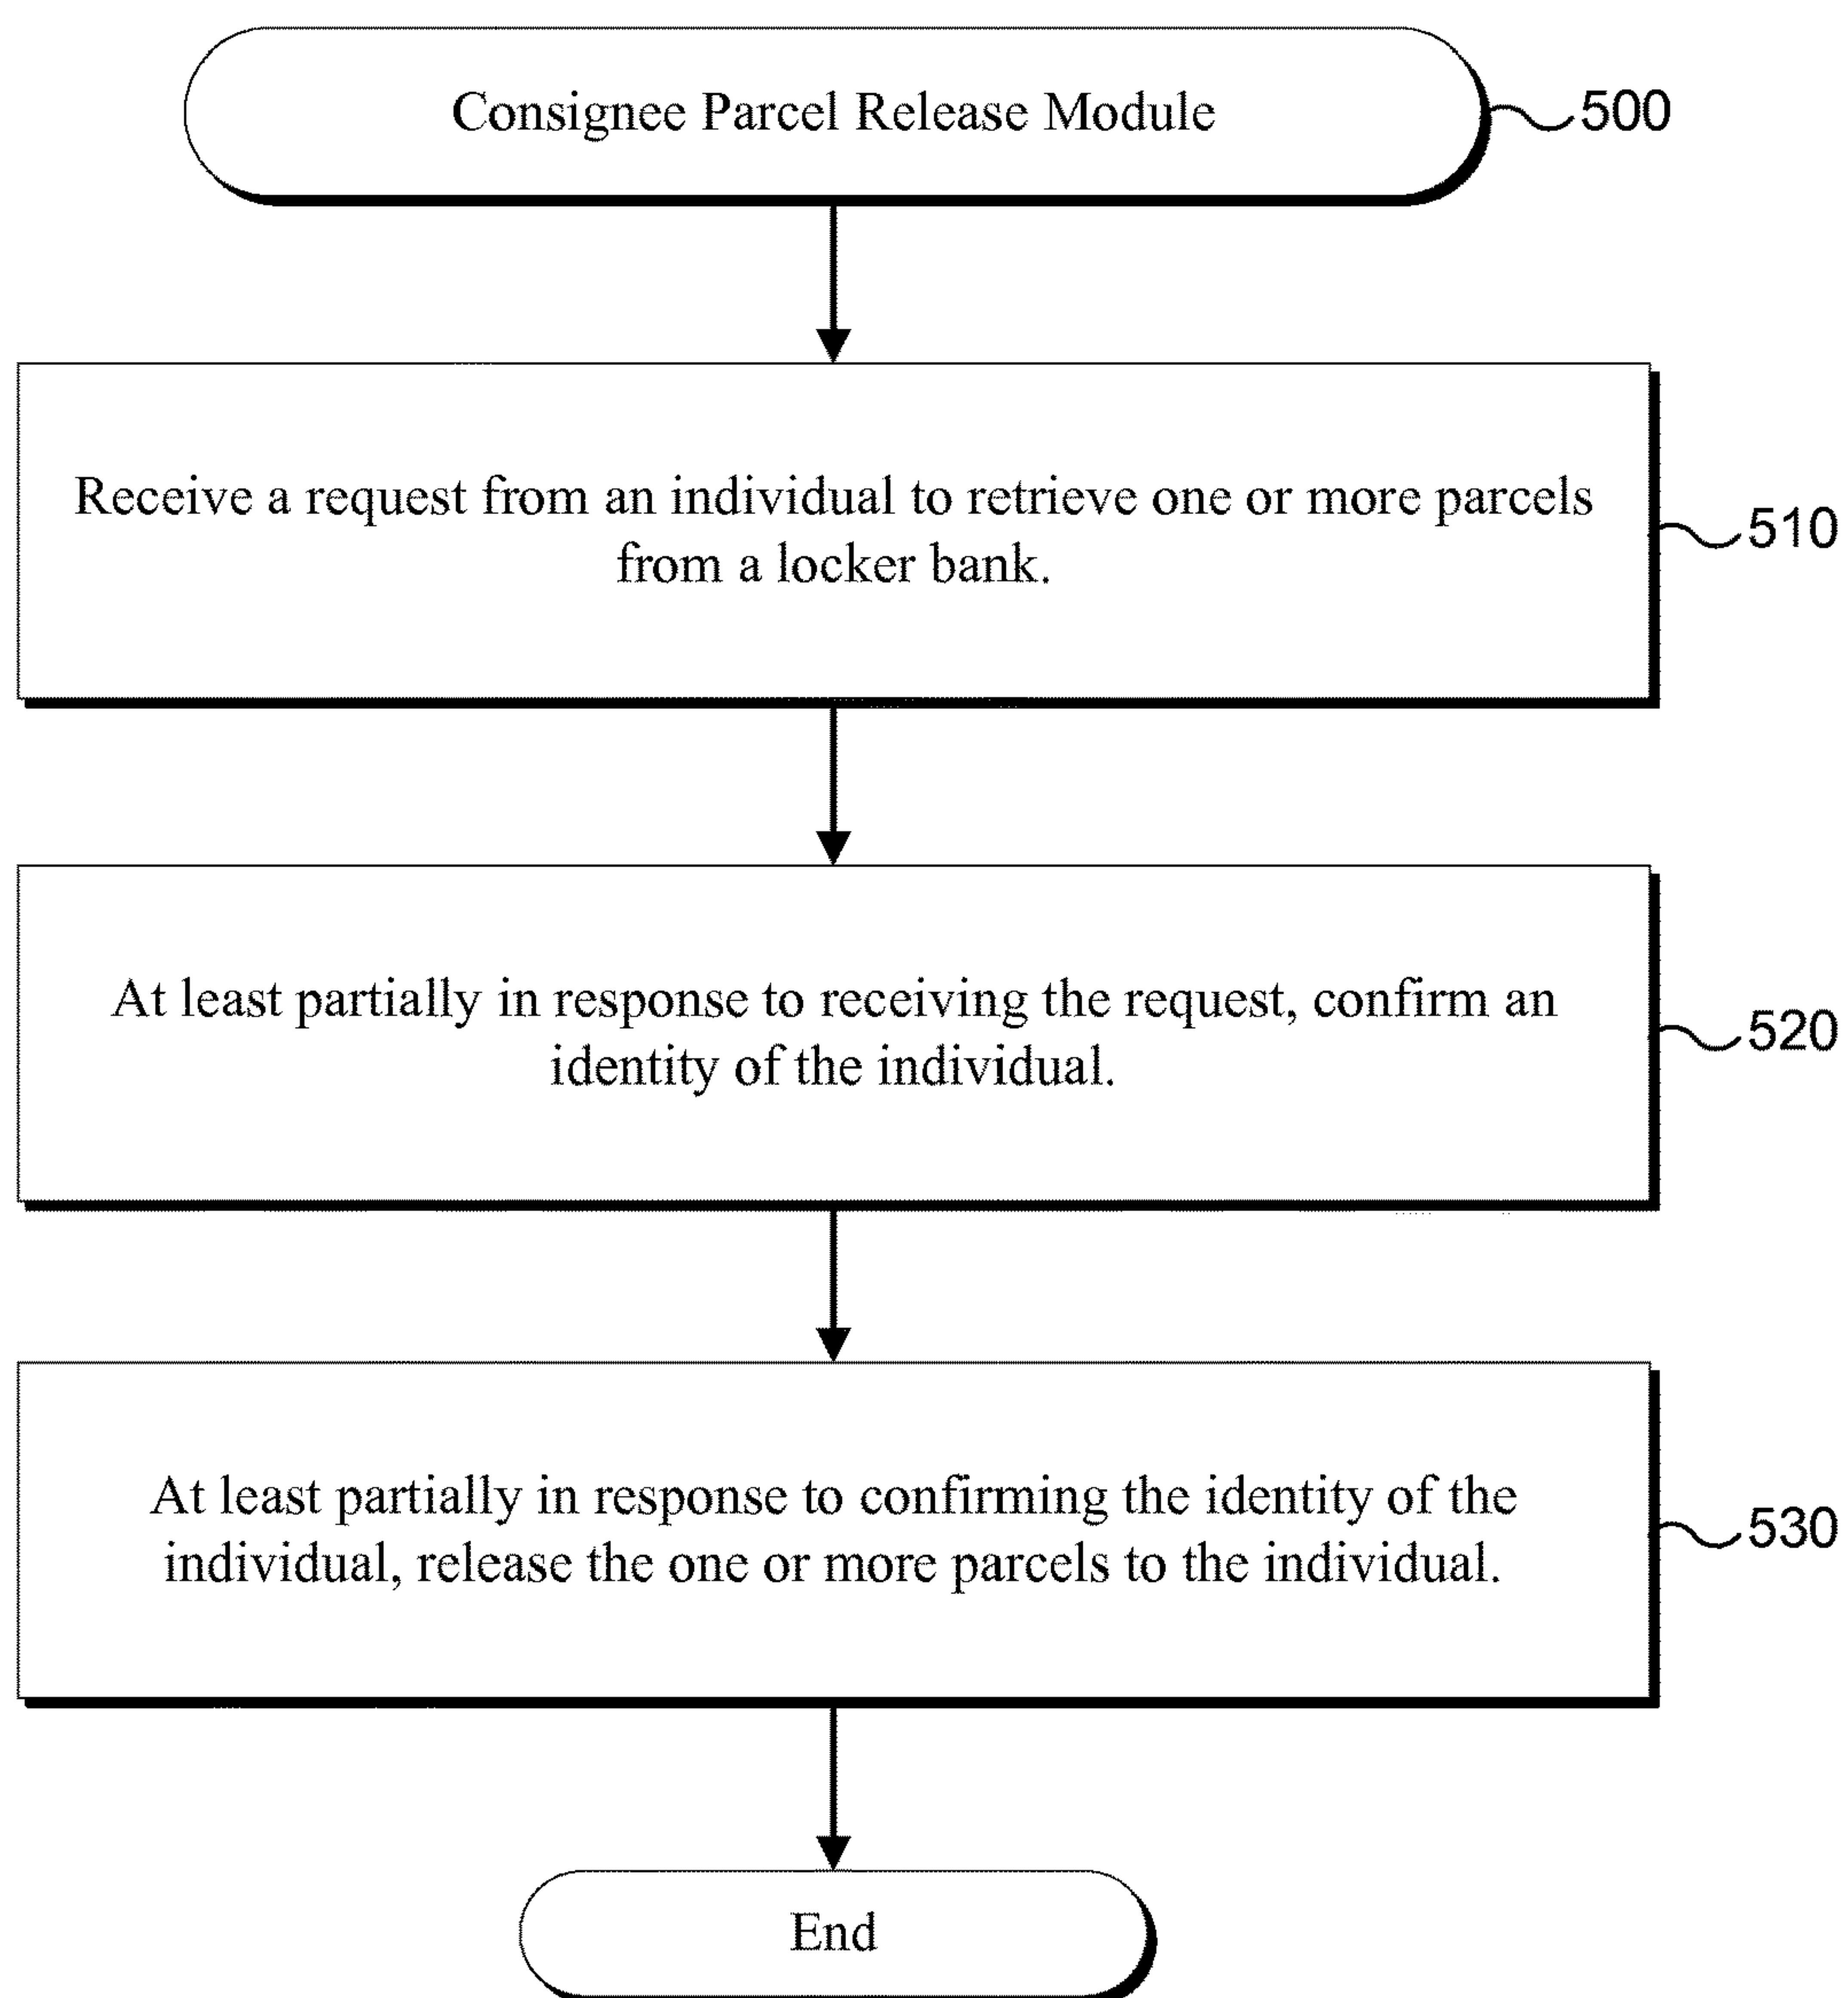 Consignee Parcel Release Module
500
Receive a request from an individual to retrieve one or more parcels
from a locker bank.
510
At least partially in response to receiving the request, confirm an
identity of the individual.
520
At least partially in response to confirming the identity of the
individual, release the one or more parcels to the individual.
530
End